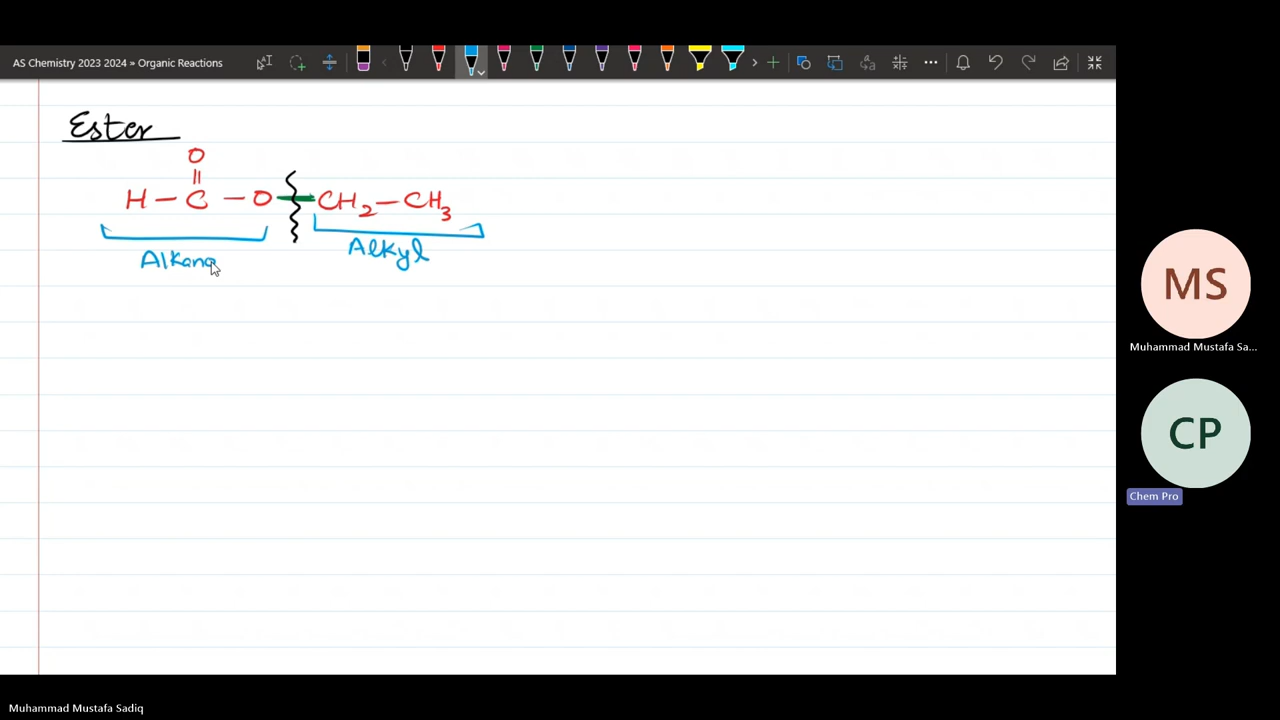 AS Chemistry 2023 2024 » Organic Reactions
Ester
O
||
H — C — O — CH2 — CH3
Alkano
Alkyl
MS
Muhammad Mustafa Sa...
CP
Chem Pro
Muhammad Mustafa Sadiq